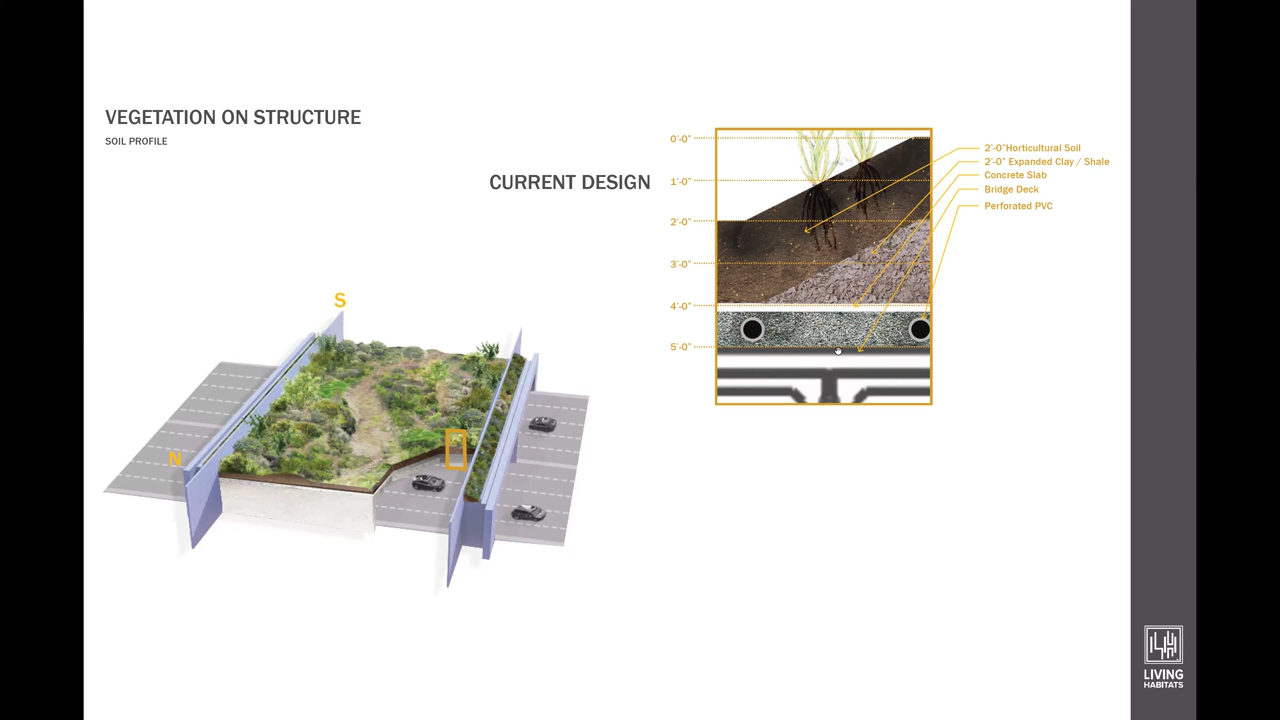 VEGETATION ON STRUCTURE
SOIL PROFILE
CURRENT DESIGN
0'-0"
1'-0"
2'-0"
3'-0"
4'-0"
5'-0"
2'-0"Horticultural Soil
2'-0" Expanded Clay / Shale
Concrete Slab
Bridge Deck
Perforated PVC
S
N
LIVING
HABITATS